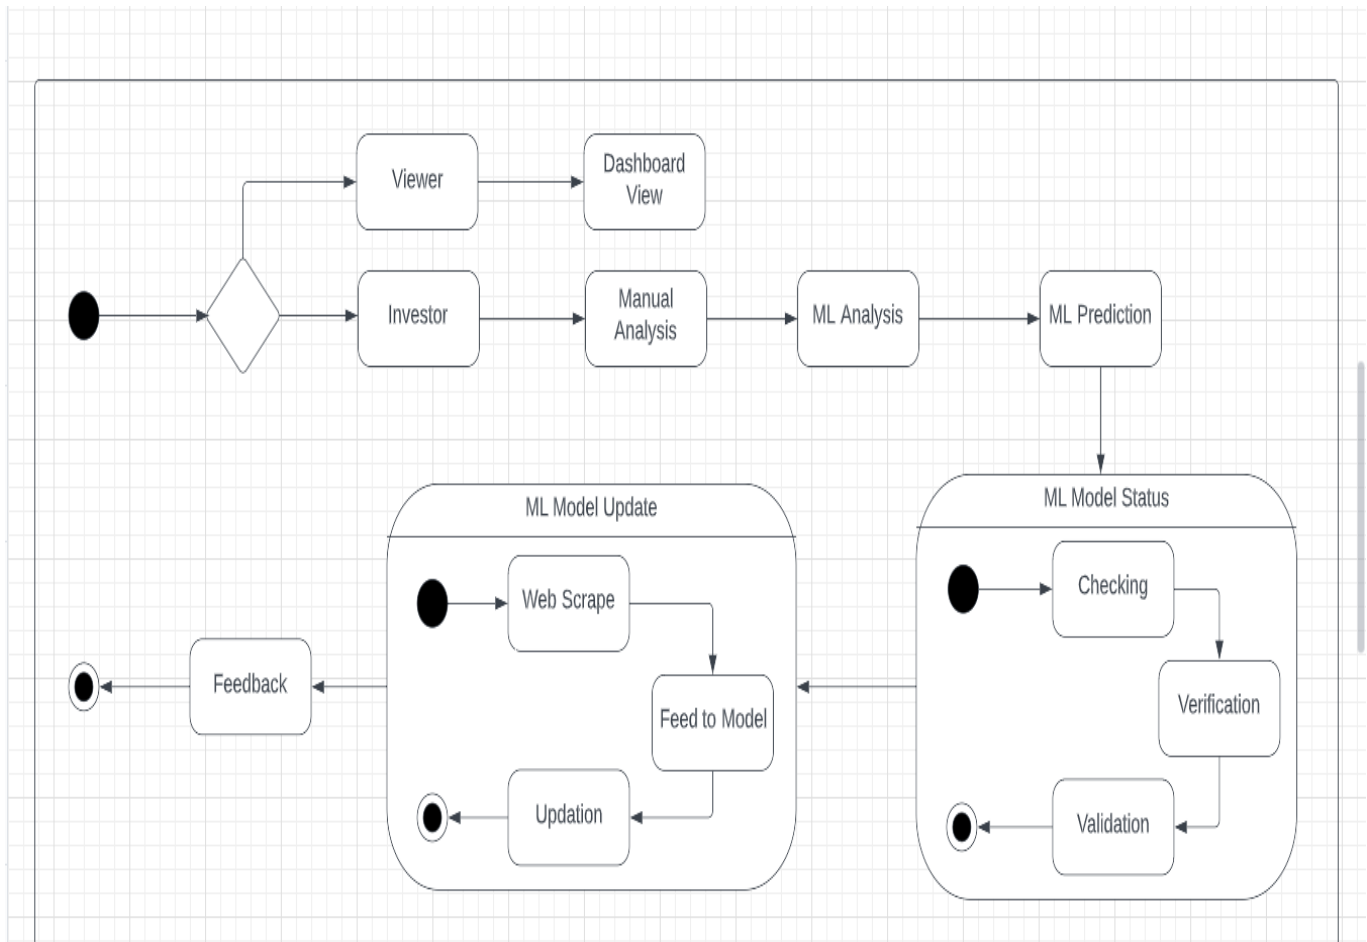 Viewer
Dashboard
View
Investor
Manual
Analysis
ML Analysis
ML Prediction
ML Model Update
Web Scrape
Feed to Model
Updation
ML Model Status
Checking
Verification
Validation
Feedback